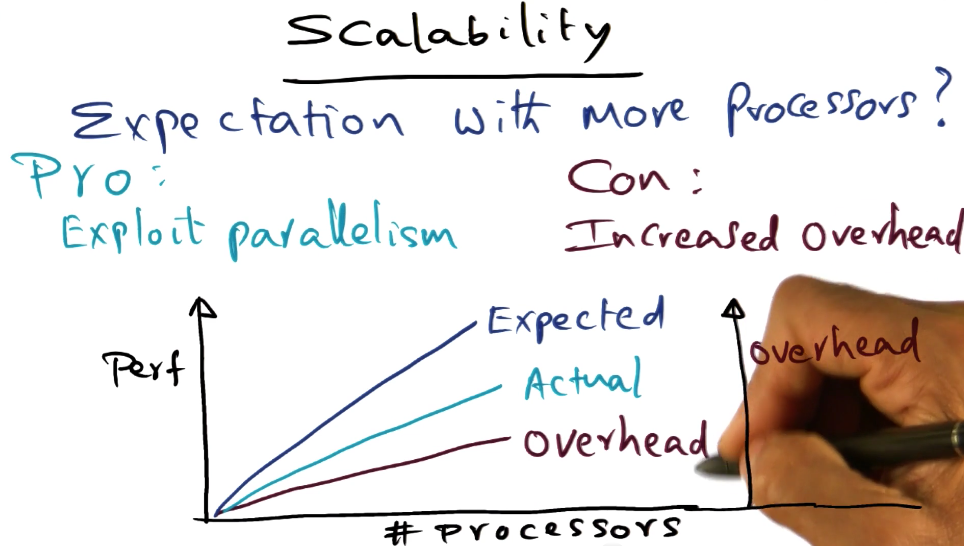 Scalability
Expectation with more processors?
Pro:
Con:
Exploit parallelism
Increased overhead
Expected
Perf
overhead
Actual
overhead
# processors